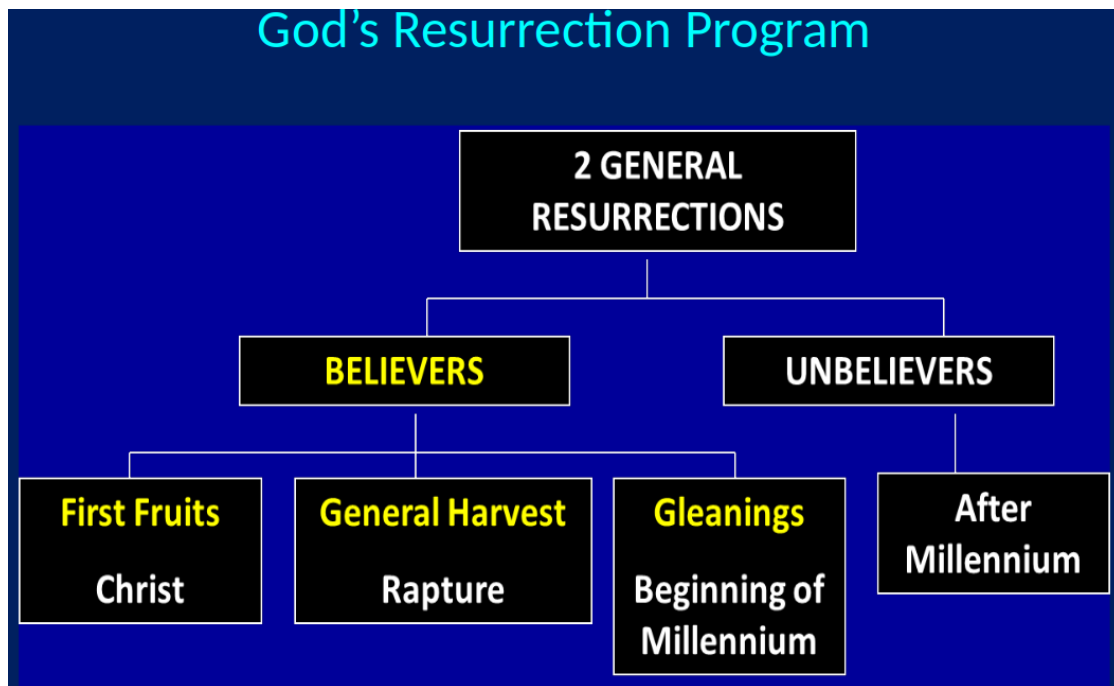 God’s Resurrection Program
2 GENERAL
RESURRECTIONS
BELIEVERS
UNBELIEVERS
First Fruits
Christ
General Harvest
Rapture
Gleanings
Beginning of
Millennium
After
Millennium